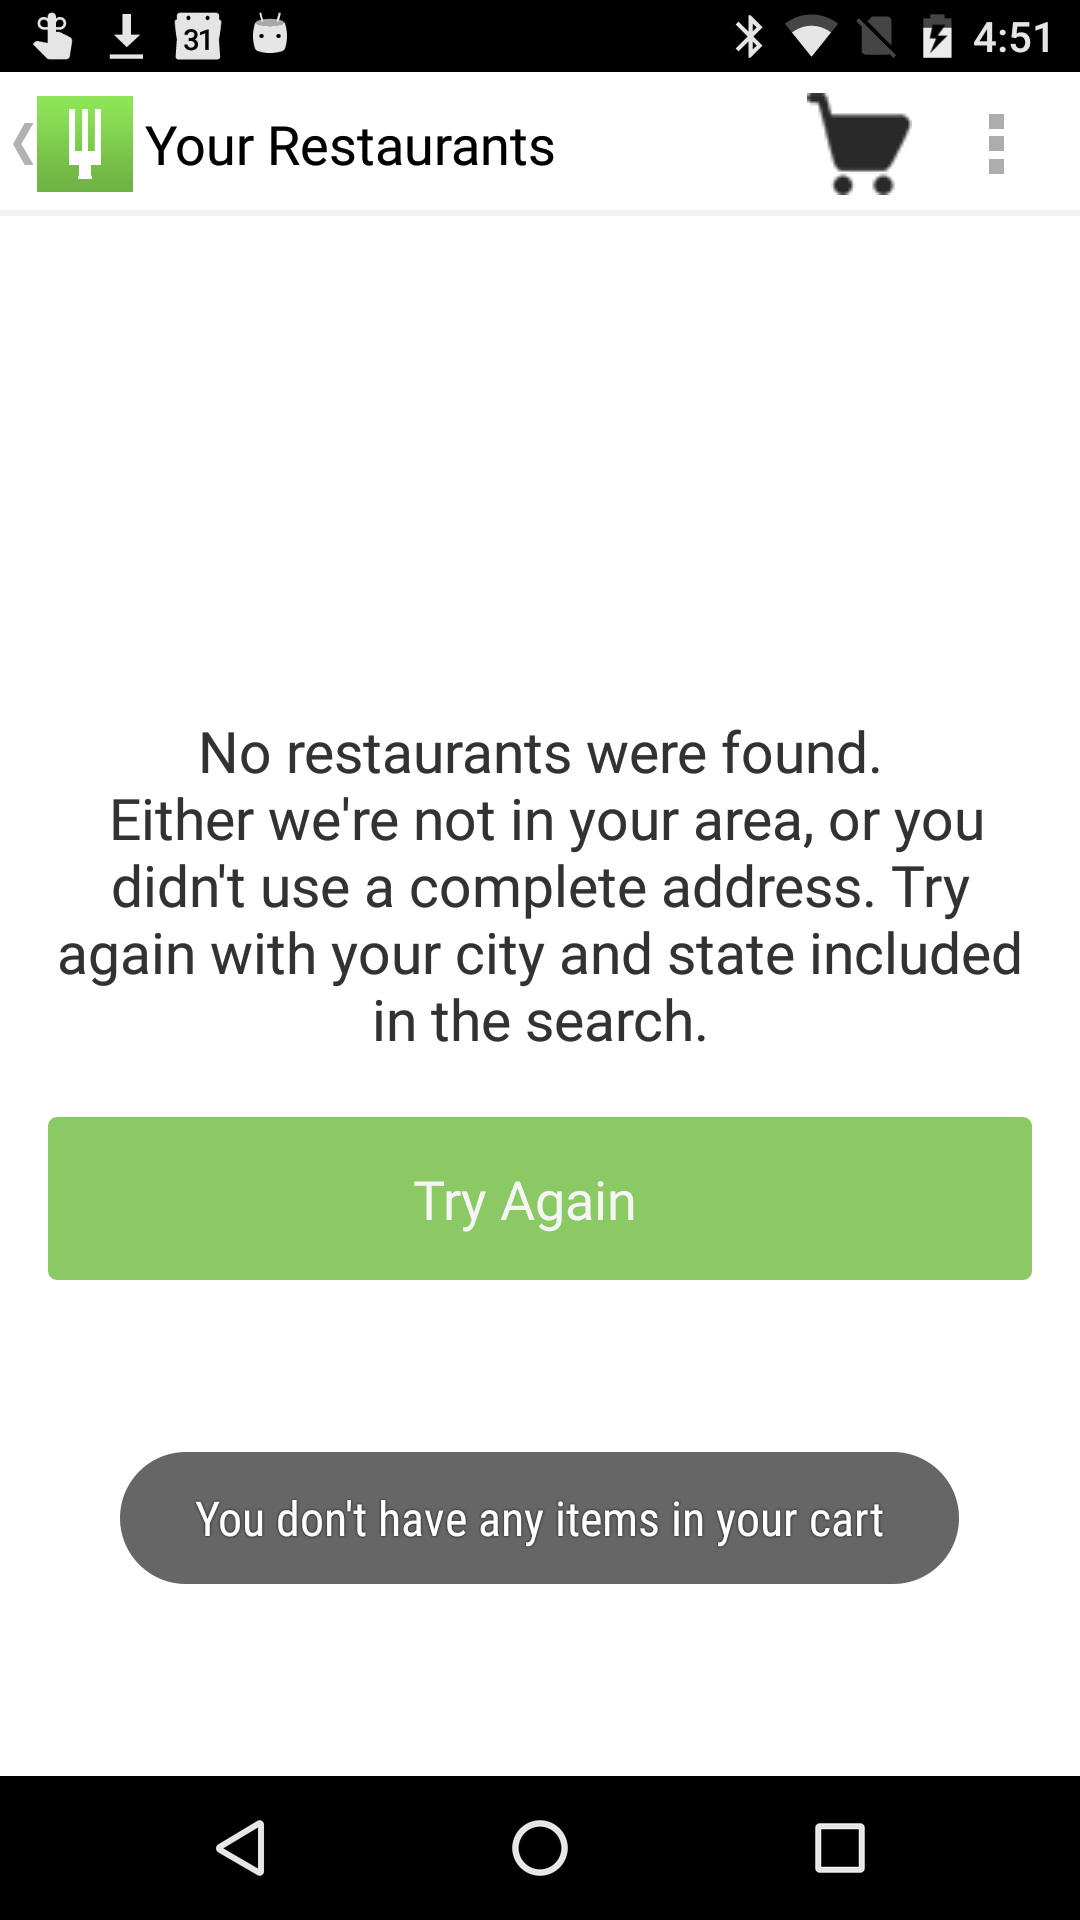 31
4:51
Your Restaurants
No restaurants were found.
Either we're not in your area, or you
didn't use a complete address. Try
again with your city and state included
in the search.
Try Again
You don't have any items in your cart